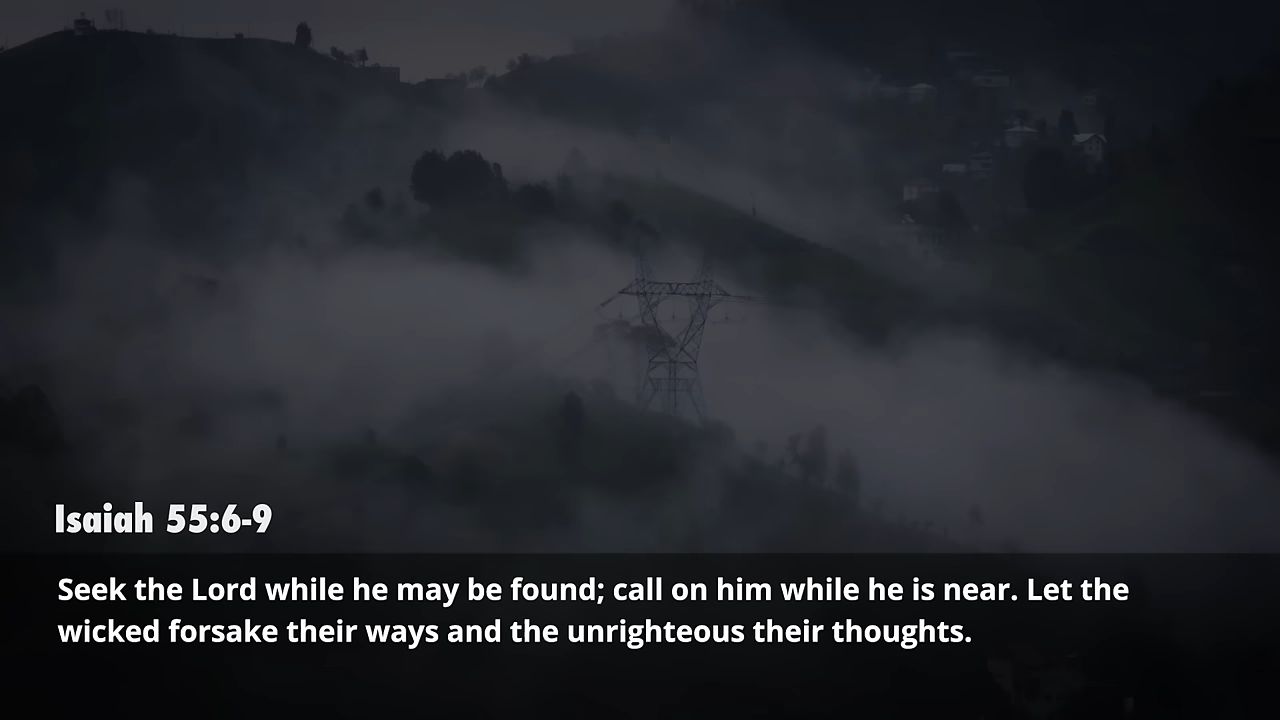 Isaiah 55:6-9
Seek the Lord while he may be found; call on him while he is near. Let the
wicked forsake their ways and the unrighteous their thoughts.